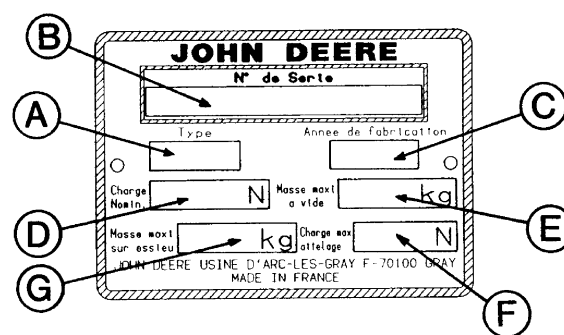 B
JOHN DEERE
N° de Serie
A
C
Type
Annee de fabrication
Charge Nomin. N
Masse maxi a vide kg
D
E
Masse maxi sur essieu kg
Charge max attelage N
G
JOHN DEERE USINE D'ARC-LES-GRAY F-70100 GRAY
MADE IN FRANCE
F